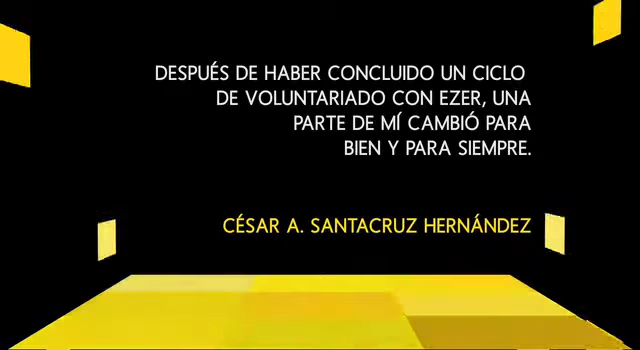 DESPUÉS DE HABER CONCLUIDO UN CICLO
DE VOLUNTARIADO CON EZER, UNA
PARTE DE MÍ CAMBIÓ PARA
BIEN Y PARA SIEMPRE.
CÉSAR A. SANTACRUZ HERNÁNDEZ